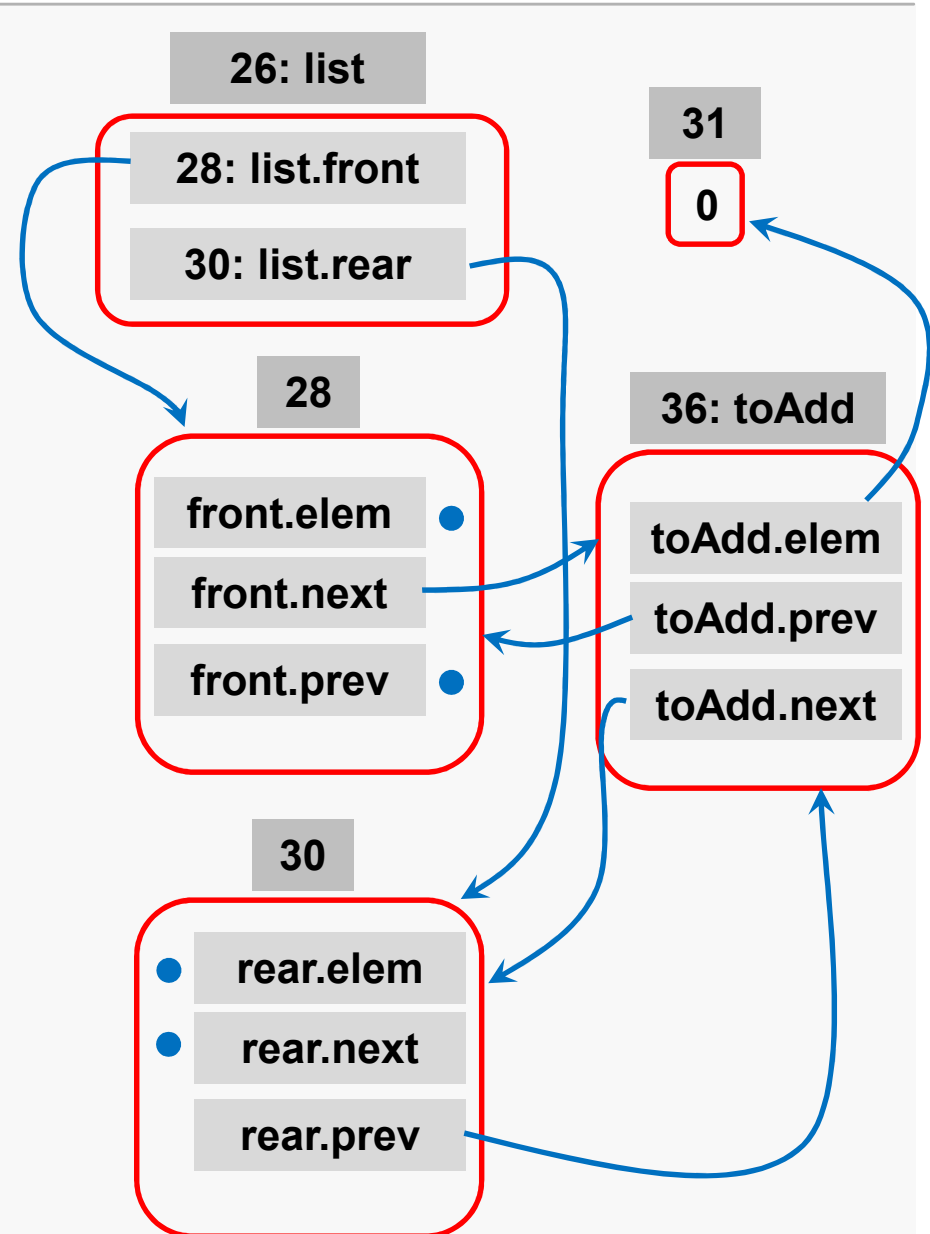 26: list
28: list.front
30: list.rear
31
0
28
front.elem
front.next
front.prev
36: toAdd
toAdd.elem
toAdd.prev
toAdd.next
30
rear.elem
rear.next
rear.prev